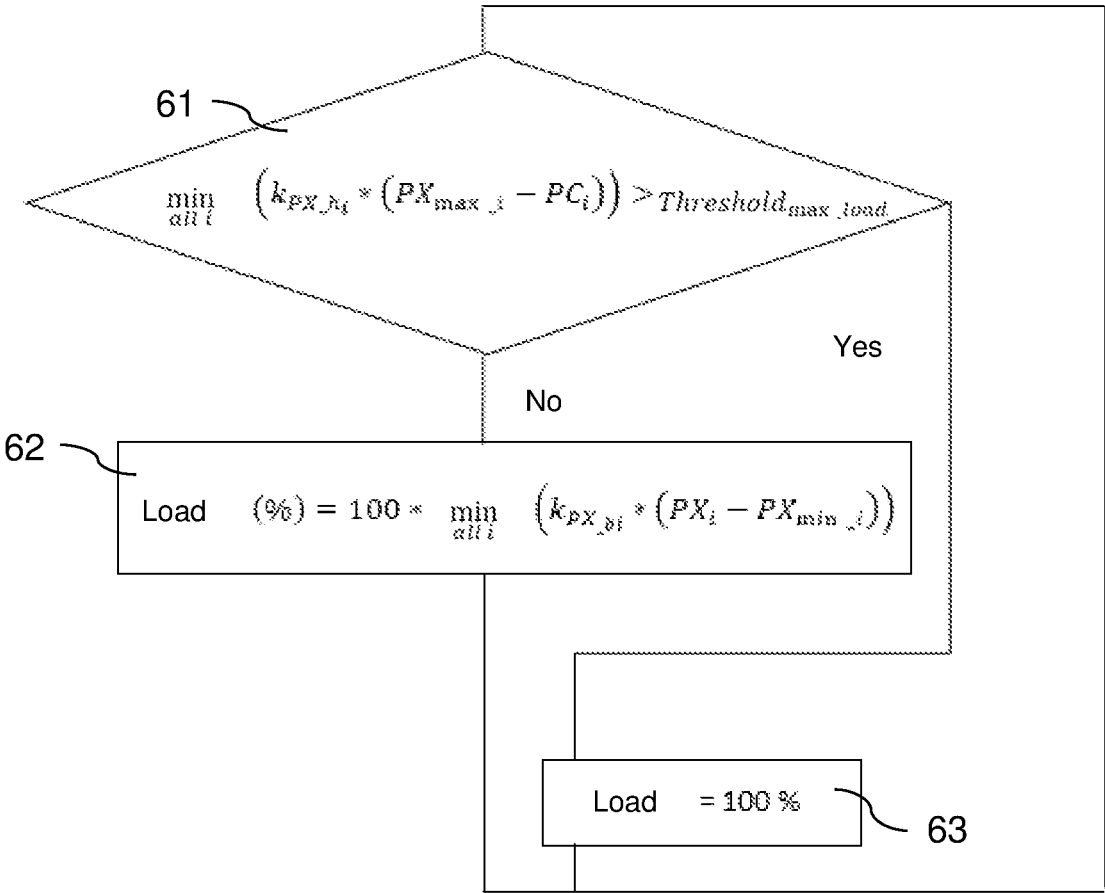 61
min all i (k_PX_h_i * (PX_max_i − PC_i)) > Threshold_max_load
Yes
No
62
Load (%) = 100 * min all i (k_PX_bi * (PX_i − PX_min_i))
Load = 100 %
63